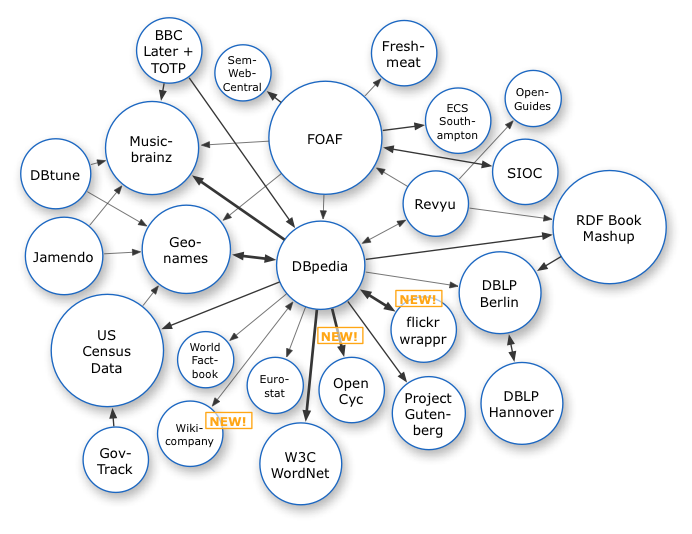 BBC
Later +
TOTP
Sem-
Web-
Central
Fresh-
meat
Open-
Guides
ECS
South-
ampton
FOAF
Music-
brainz
DBtune
SIOC
Revyu
RDF Book
Mashup
Jamendo
Geo-
names
DBpedia
DBLP
Berlin
NEW!
flickr
wrappr
US
Census
Data
World
Fact-
book
NEW!
Euro-
stat
Open
Cyc
Project
Guten-
berg
DBLP
Hannover
NEW!
Wiki-
company
Gov-
Track
W3C
WordNet